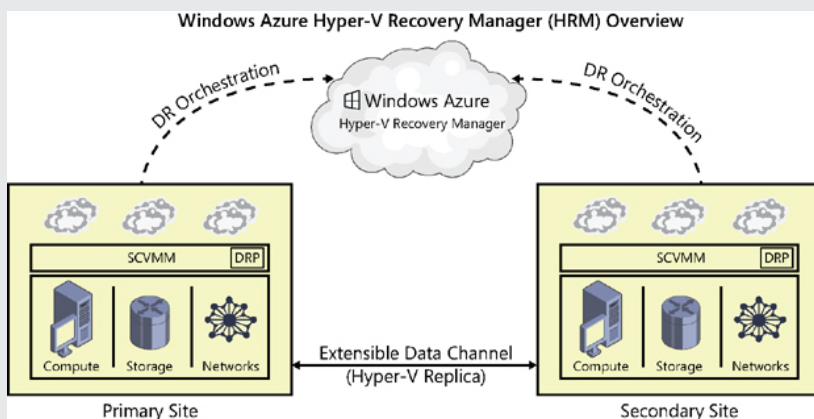 Windows Azure Hyper-V Recovery Manager (HRM) Overview
DR Orchestration
DR Orchestration
Windows Azure
Hyper-V Recovery Manager
SCVMM
DRP
Compute
Storage
Networks
Extensible Data Channel
(Hyper-V Replica)
SCVMM
DRP
Compute
Storage
Networks
Primary Site
Secondary Site